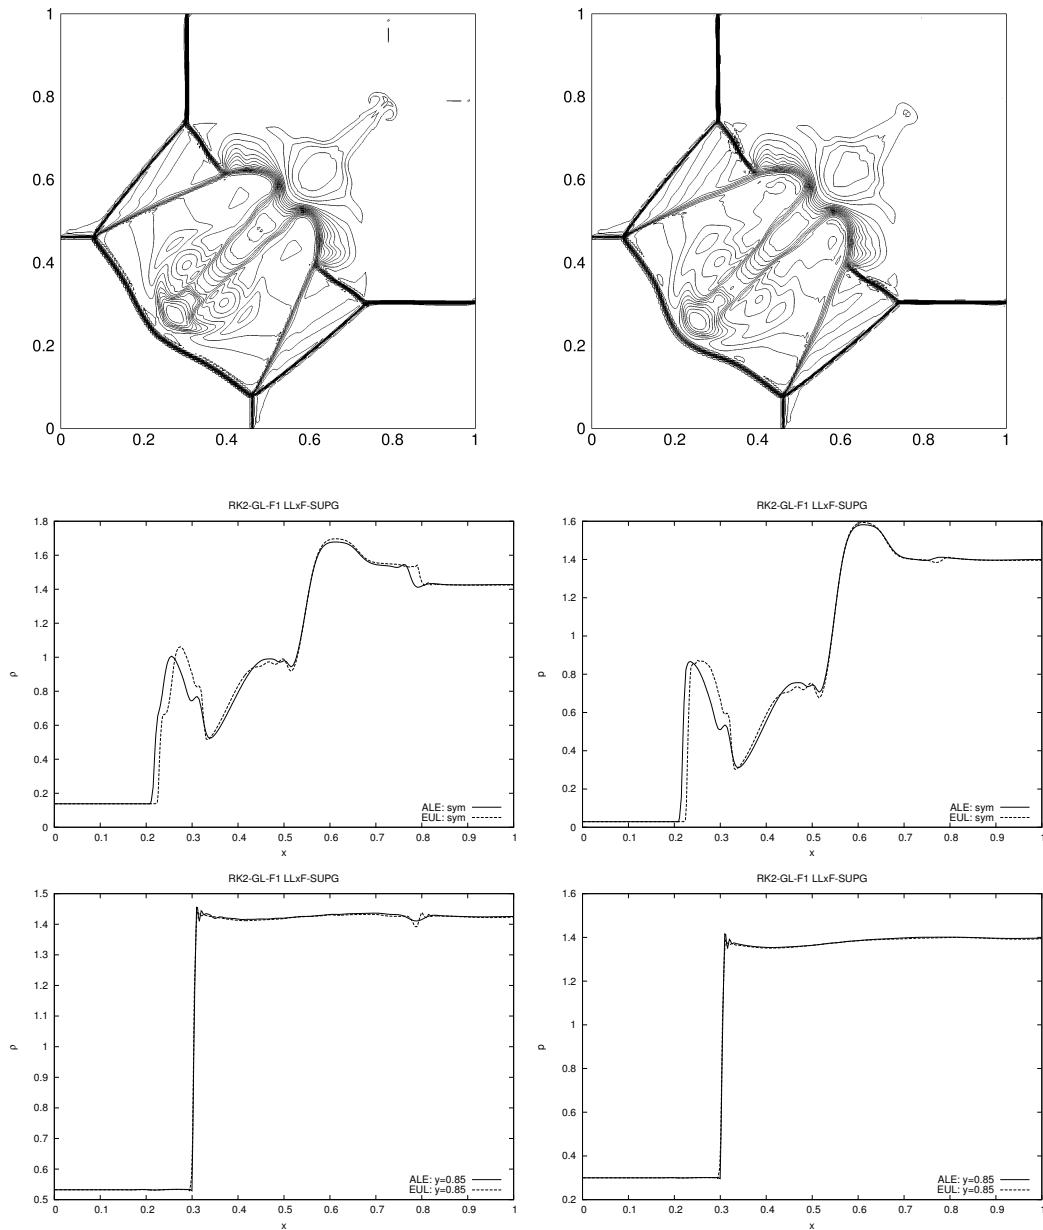 1
0.8
0.6
0.4
0.2
0
0 0.2 0.4 0.6 0.8 1
1
0.8
0.6
0.4
0.2
0
0 0.2 0.4 0.6 0.8 1
RK2-GL-F1 LLxF-SUPG
1.8
1.6
1.4
1.2
1
0.8
0.6
0.4
0.2
0
ρ
ALE: sym
EUL: sym
0 0.1 0.2 0.3 0.4 0.5 0.6 0.7 0.8 0.9 1
x
RK2-GL-F1 LLxF-SUPG
1.6
1.4
1.2
1
0.8
0.6
0.4
0.2
0
p
ALE: sym
EUL: sym
0 0.1 0.2 0.3 0.4 0.5 0.6 0.7 0.8 0.9 1
x
RK2-GL-F1 LLxF-SUPG
1.5
1.4
1.3
1.2
1.1
1
0.9
0.8
0.7
0.6
0.5
ρ
ALE: y=0.85
EUL: y=0.85
0 0.1 0.2 0.3 0.4 0.5 0.6 0.7 0.8 0.9 1
x
RK2-GL-F1 LLxF-SUPG
1.6
1.4
1.2
1
0.8
0.6
0.4
0.2
p
ALE: y=0.85
EUL: y=0.85
0 0.1 0.2 0.3 0.4 0.5 0.6 0.7 0.8 0.9 1
x